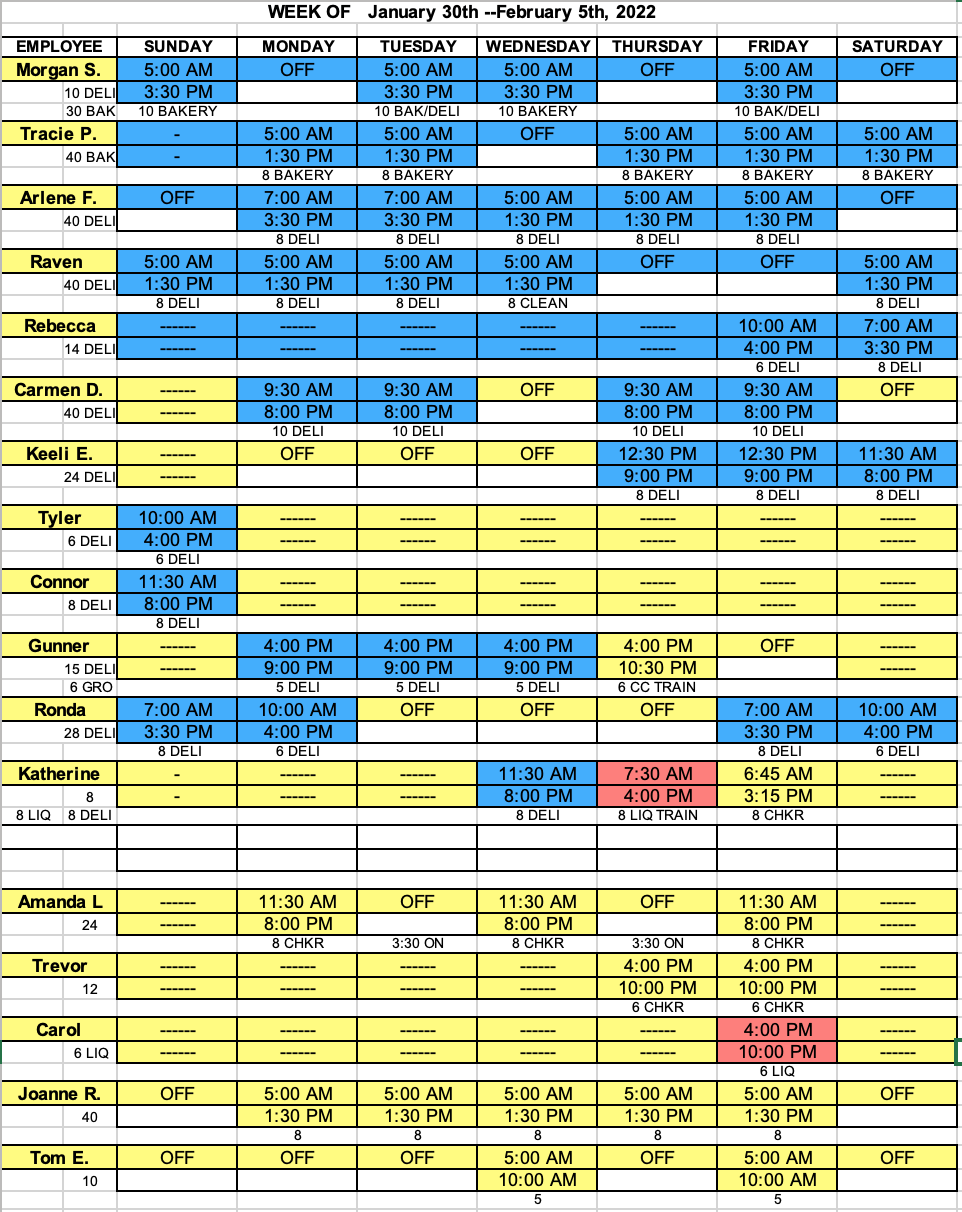 WEEK OF January 30th --February 5th, 2022
EMPLOYEE SUNDAY MONDAY TUESDAY WEDNESDAY THURSDAY FRIDAY SATURDAY
Morgan S. 5:00 AM OFF 5:00 AM 5:00 AM OFF 5:00 AM OFF
10 DELI 3:30 PM 3:30 PM 3:30 PM 3:30 PM
30 BAK 10 BAKERY 10 BAK/DELI 10 BAKERY 10 BAK/DELI
Tracie P. - 5:00 AM 5:00 AM OFF 5:00 AM 5:00 AM 5:00 AM
40 BAK - 1:30 PM 1:30 PM 1:30 PM 1:30 PM 1:30 PM
8 BAKERY 8 BAKERY 8 BAKERY 8 BAKERY 8 BAKERY
Arlene F. OFF 7:00 AM 7:00 AM 5:00 AM 5:00 AM 5:00 AM OFF
40 DELI 3:30 PM 3:30 PM 1:30 PM 1:30 PM 1:30 PM
8 DELI 8 DELI 8 DELI 8 DELI 8 DELI
Raven 5:00 AM 5:00 AM 5:00 AM 5:00 AM OFF OFF 5:00 AM
40 DELI 1:30 PM 1:30 PM 1:30 PM 1:30 PM 1:30 PM
8 DELI 8 DELI 8 DELI 8 CLEAN 8 DELI
Rebecca ------ ------ ------ ------ ------ 10:00 AM 7:00 AM
14 DELI ------ ------ ------ ------ ------ 4:00 PM 3:30 PM
6 DELI 8 DELI
Carmen D. ------ 9:30 AM 9:30 AM OFF 9:30 AM 9:30 AM OFF
40 DELI ------ 8:00 PM 8:00 PM 8:00 PM 8:00 PM
10 DELI 10 DELI 10 DELI 10 DELI
Keeli E. ------ OFF OFF OFF 12:30 PM 12:30 PM 11:30 AM
24 DELI ------ 9:00 PM 9:00 PM 8:00 PM
8 DELI 8 DELI 8 DELI
Tyler 10:00 AM ------ ------ ------ ------ ------ ------
6 DELI 4:00 PM ------ ------ ------ ------ ------ ------
6 DELI
Connor 11:30 AM ------ ------ ------ ------ ------ ------
8 DELI 8:00 PM ------ ------ ------ ------ ------ ------
8 DELI
Gunner ------ 4:00 PM 4:00 PM 4:00 PM 4:00 PM OFF ------
15 DELI ------ 9:00 PM 9:00 PM 9:00 PM 10:30 PM ------
6 GRO 5 DELI 5 DELI 5 DELI 6 CC TRAIN
Ronda 7:00 AM 10:00 AM OFF OFF OFF 7:00 AM 10:00 AM
28 DELI 3:30 PM 4:00 PM 3:30 PM 4:00 PM
8 DELI 6 DELI 8 DELI 6 DELI
Katherine - ------ ------ 11:30 AM 7:30 AM 6:45 AM ------
8 - ------ ------ 8:00 PM 4:00 PM 3:15 PM ------
8 LIQ 8 DELI 8 DELI 8 LIQ TRAIN 8 CHKR
Amanda L ------ 11:30 AM OFF 11:30 AM OFF 11:30 AM ------
24 ------ 8:00 PM 8:00 PM 8:00 PM ------
8 CHKR 3:30 ON 8 CHKR 3:30 ON 8 CHKR
Trevor ------ ------ ------ ------ 4:00 PM 4:00 PM ------
12 ------ ------ ------ ------ 10:00 PM 10:00 PM ------
6 CHKR 6 CHKR
Carol ------ ------ ------ ------ ------ 4:00 PM ------
6 LIQ ------ ------ ------ ------ ------ 10:00 PM ------
6 LIQ
Joanne R. OFF 5:00 AM 5:00 AM 5:00 AM 5:00 AM 5:00 AM OFF
40 1:30 PM 1:30 PM 1:30 PM 1:30 PM 1:30 PM
8 8 8 8 8
Tom E. OFF OFF OFF 5:00 AM OFF 5:00 AM OFF
10 10:00 AM 10:00 AM
5 5